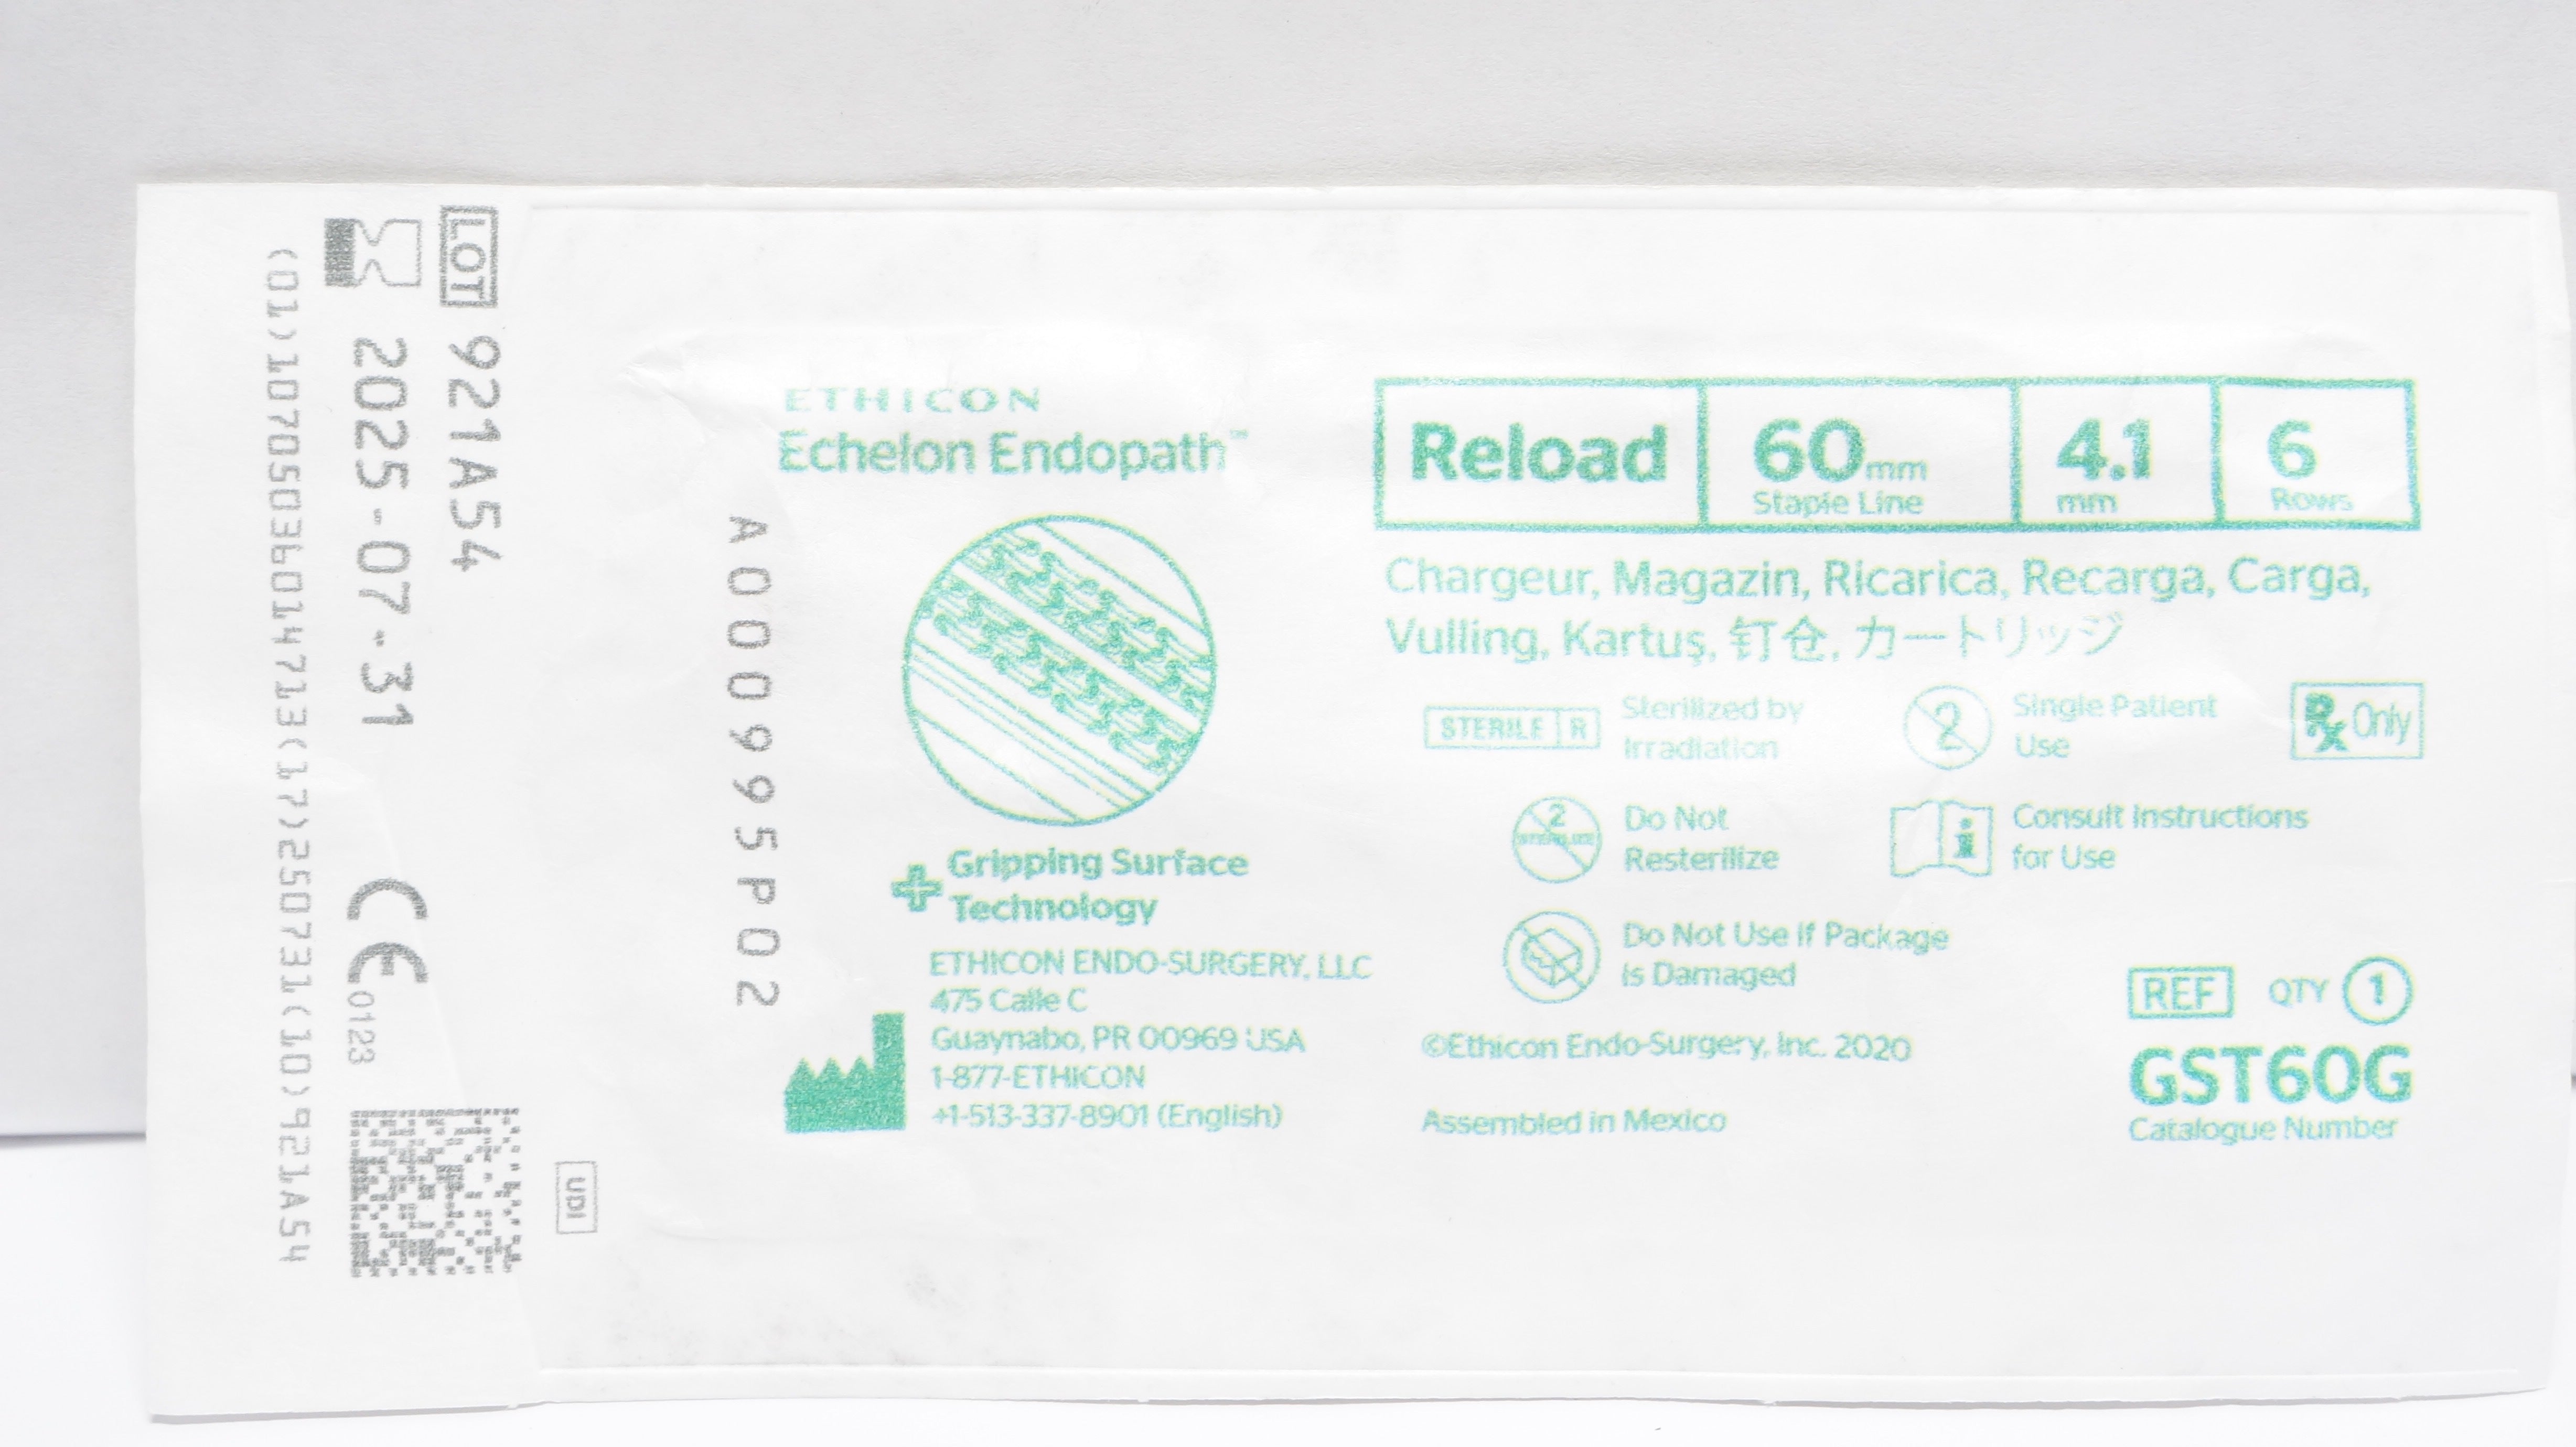 LOT 921A54
2025-07-31
(01)10705036014713(17)250731(10)921A54
CE 0123
UDI
A000995P02
ETHICON
Echelon Endopath™
Gripping Surface
Technology
ETHICON ENDO-SURGERY, LLC
475 Calle C
Guaynabo, PR 00969 USA
1-877-ETHICON
+1-513-337-8901 (English)
Reload 60mm 4.1 6
Staple Line mm Rows
Chargeur, Magazin, Ricarica, Recarga, Carga,
Vulling, Kartuş, 钉仓, カートリッジ
STERILE R
Sterilized by
Irradiation
2
Single Patient
Use
Rx Only
2
STERILIZE
Do Not
Resterilize
i
Consult Instructions
for Use
Do Not Use if Package
is Damaged
©Ethicon Endo-Surgery, Inc. 2020
Assembled in Mexico
REF QTY 1
GST60G
Catalogue Number